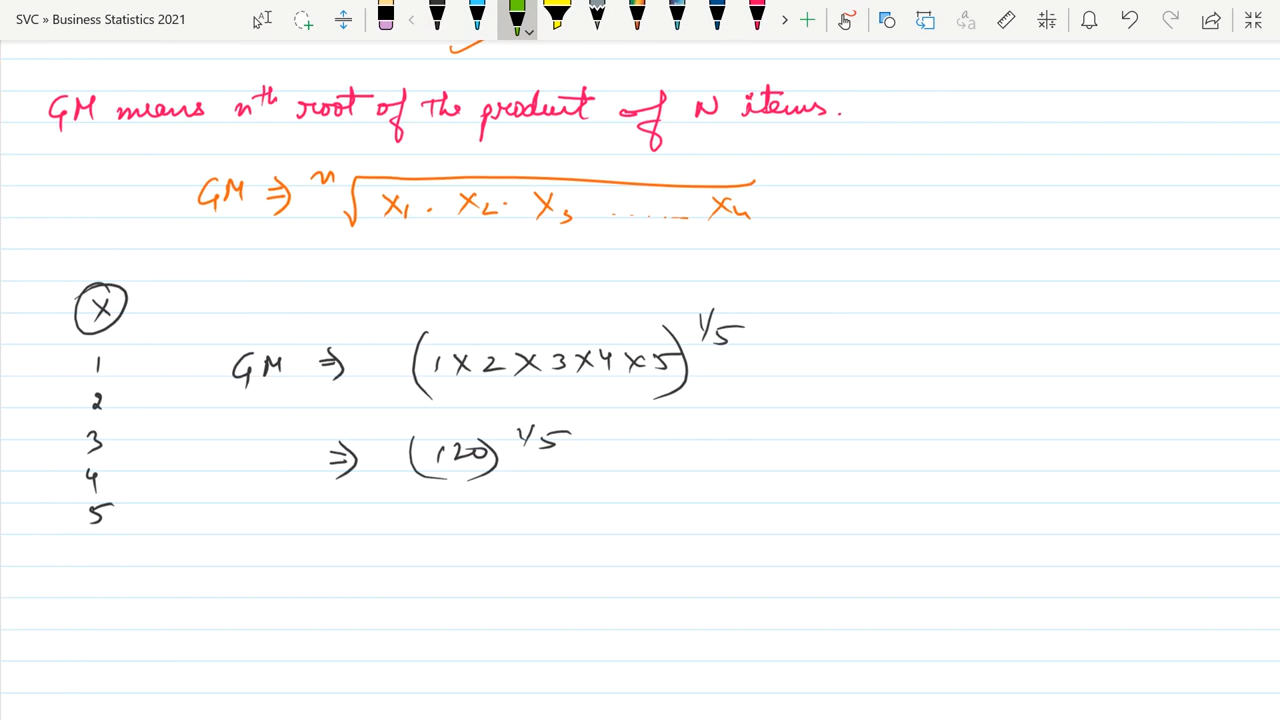 SVC » Business Statistics 2021
GM means nth root of the product of N items.
GM ⇒ ⁿ√(X₁ . X₂ . X₃ ........ Xₙ)
X
1
2
3
4
5
GM ⇒ (1×2×3×4×5)^1/5
⇒ (120)^1/5